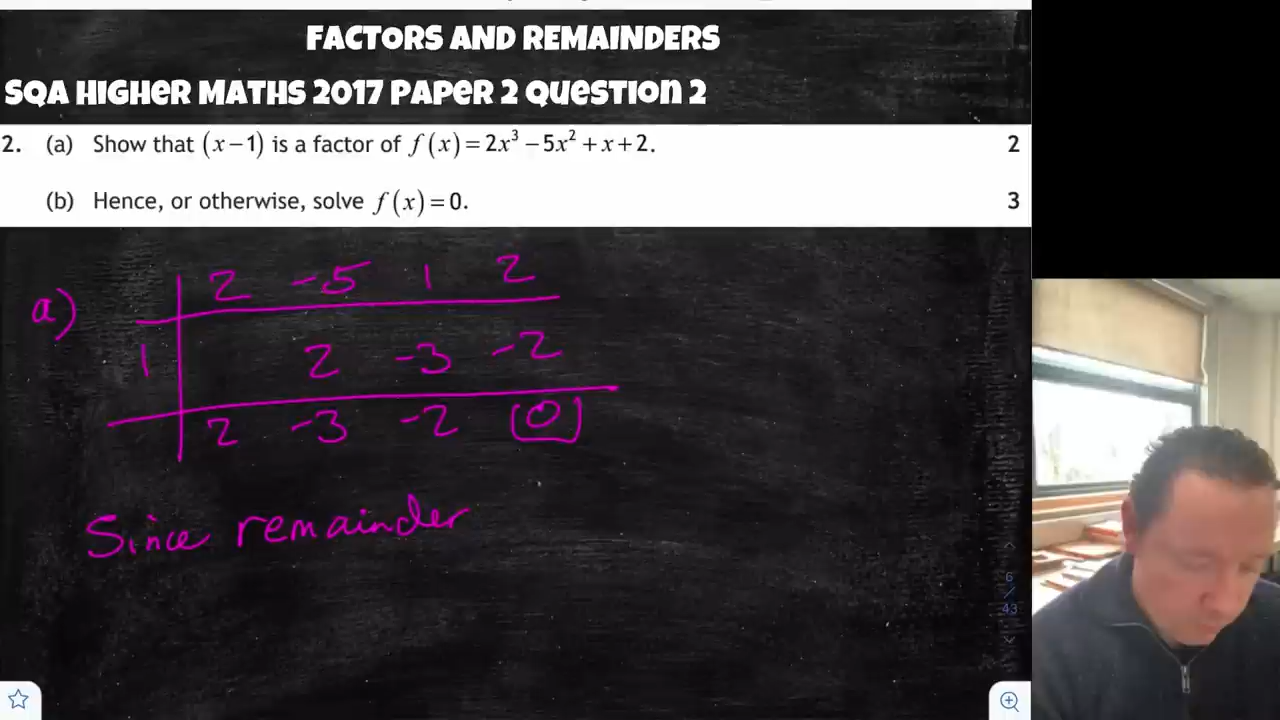 FACTORS AND REMAINDERS
SQA HIGHER MATHS 2017 PAPER 2 QUESTION 2
2. (a) Show that (x−1) is a factor of f(x)=2x³−5x²+x+2. 2
(b) Hence, or otherwise, solve f(x)=0. 3
a) 2 -5 1 2
1 2 -3 -2
2 -3 -2 0
Since remainder
6
/
43